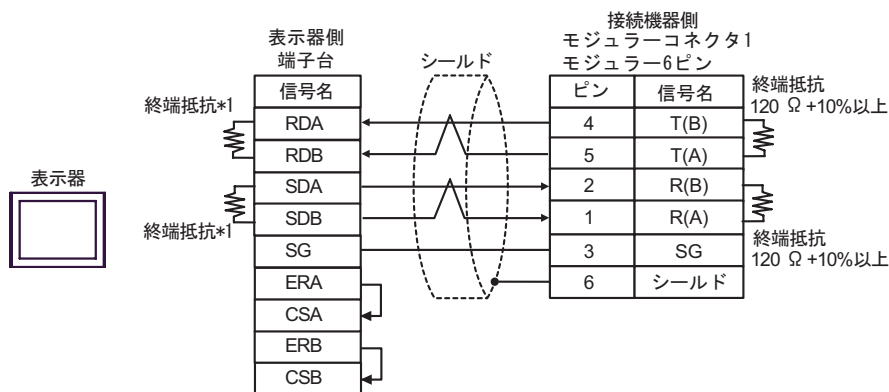 接続機器側
表示器側 モジュラーコネクタ1
端子台 シールド モジュラー6ピン
信号名 ピン 信号名 終端抵抗
終端抵抗*1 120 Ω +10%以上
RDA 4 T(B)
RDB 5 T(A)
表示器 SDA 2 R(B)
SDB 1 R(A)
終端抵抗*1 終端抵抗
SG 3 SG 120 Ω +10%以上
ERA 6 シールド
CSA
ERB
CSB